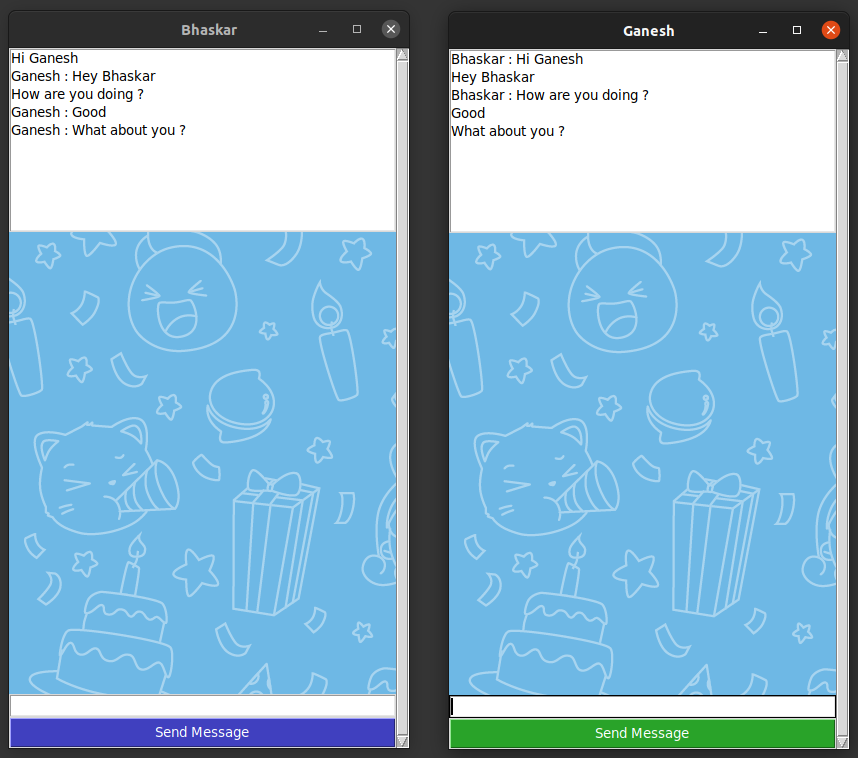 Bhaskar
Hi Ganesh
Ganesh : Hey Bhaskar
How are you doing ?
Ganesh : Good
Ganesh : What about you ?
Send Message
Ganesh
Bhaskar : Hi Ganesh
Hey Bhaskar
Bhaskar : How are you doing ?
Good
What about you ?
Send Message